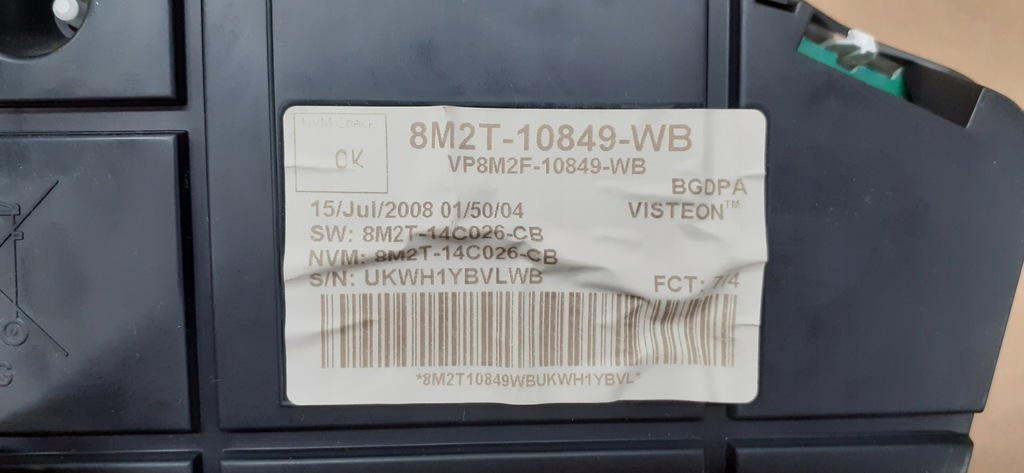 NVM Check
OK
8M2T-10849-WB
VP8M2F-10849-WB
BGDPA
15/Jul/2008 01/50/04
VISTEON™
SW: 8M2T-14C026-CB
NVM: 8M2T-14C026-CB
S/N: UKWH1YBVLWB
FCT: 7/4
*8M2T10849WBUKWH1YBVL*
G